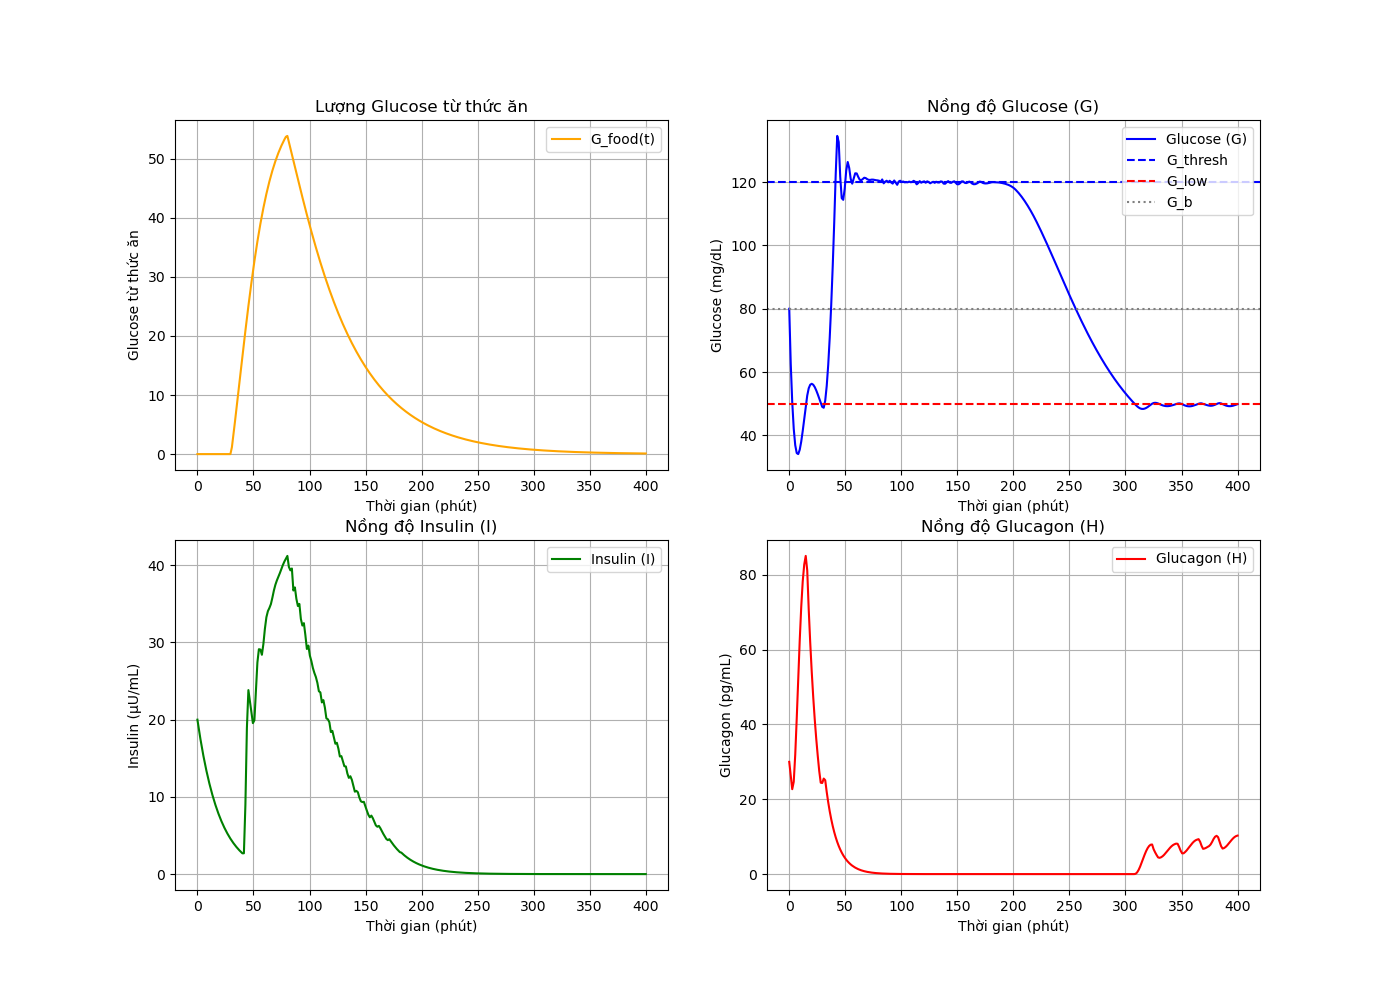 Lượng Glucose từ thức ăn
G_food(t)
Glucose từ thức ăn
50
40
30
20
10
0
0 50 100 150 200 250 300 350 400
Thời gian (phút)
Nồng độ Glucose (G)
Glucose (G)
G_thresh
G_low
G_b
Glucose (mg/dL)
120
100
80
60
40
0 50 100 150 200 250 300 350 400
Thời gian (phút)
Nồng độ Insulin (I)
Insulin (I)
Insulin (μU/mL)
40
30
20
10
0
0 50 100 150 200 250 300 350 400
Thời gian (phút)
Nồng độ Glucagon (H)
Glucagon (H)
Glucagon (pg/mL)
80
60
40
20
0
0 50 100 150 200 250 300 350 400
Thời gian (phút)